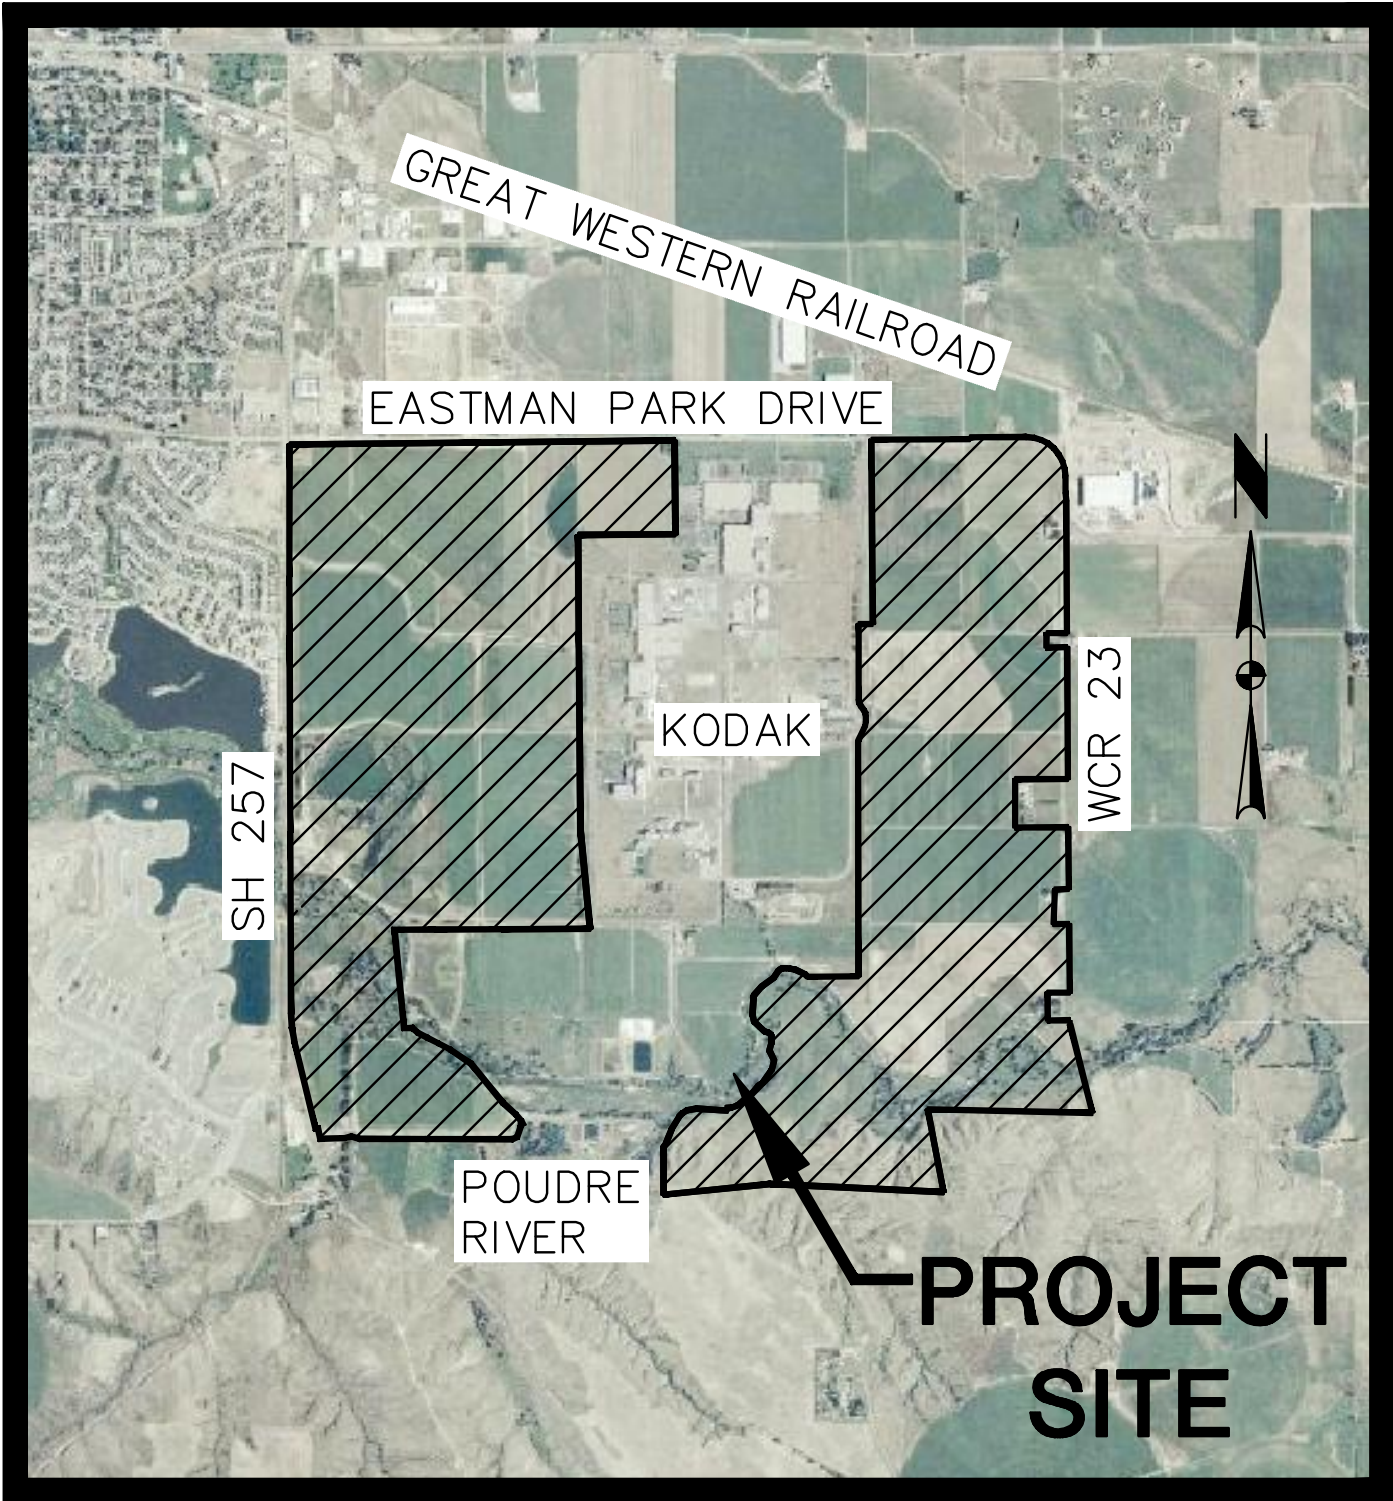 GREAT WESTERN RAILROAD
EASTMAN PARK DRIVE
N
KODAK
WCR 23
SH 257
POUDRE
RIVER
PROJECT
SITE